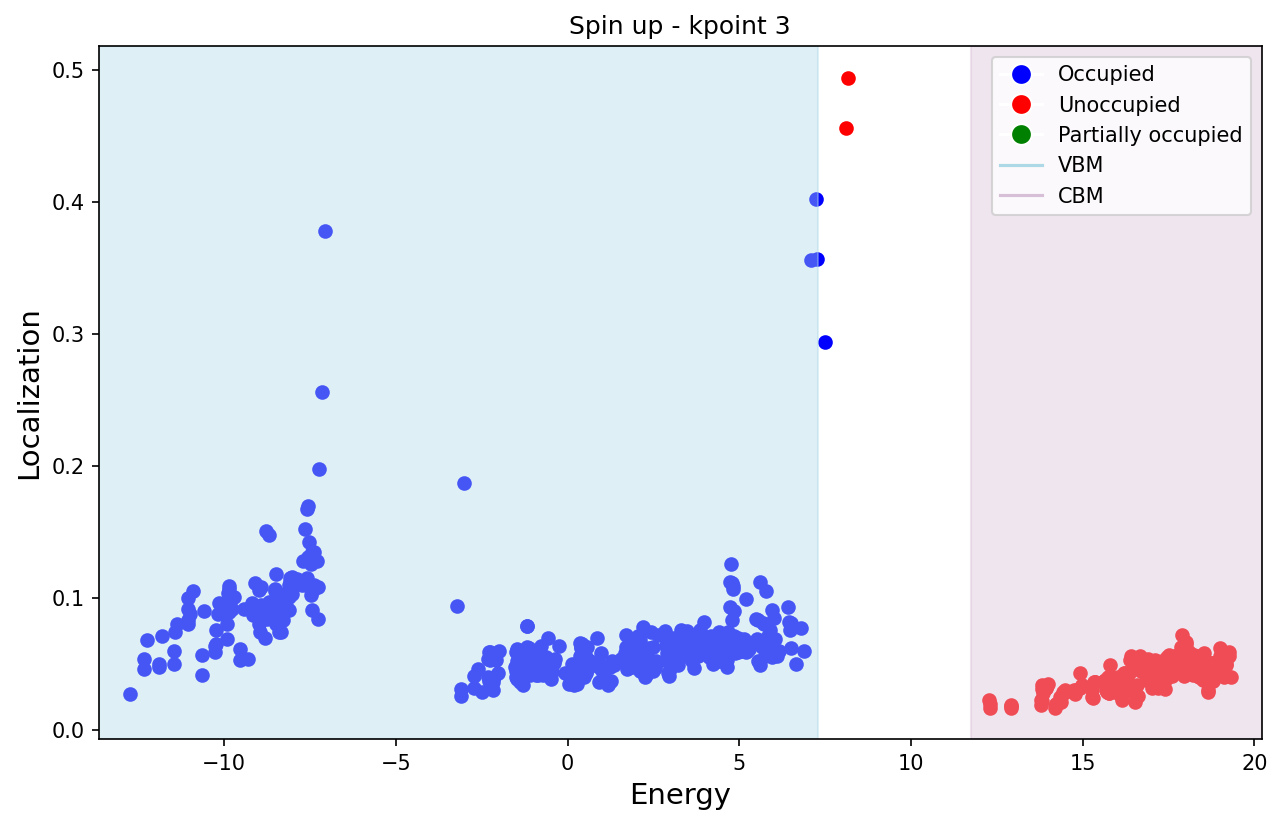 Spin up - kpoint 3
0.5
0.4
0.3
0.2
0.1
0.0
Localization
Occupied
Unoccupied
Partially occupied
VBM
CBM
−10
−5
0
5
10
15
20
Energy